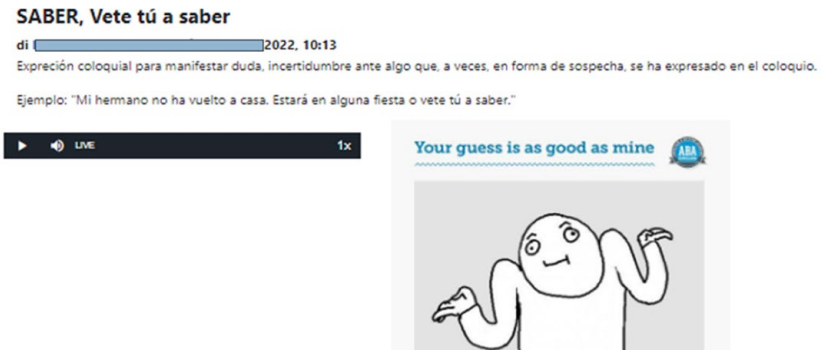 SABER, Vete tú a saber
di 2022, 10:13
Expreción coloquial para manifestar duda, incertidumbre ante algo que, a veces, en forma de sospecha, se ha expresado en el coloquio.
Ejemplo: "Mi hermano no ha vuelto a casa. Estará en alguna fiesta o vete tú a saber."
LIVE
1x
Your guess is as good as mine
ABA